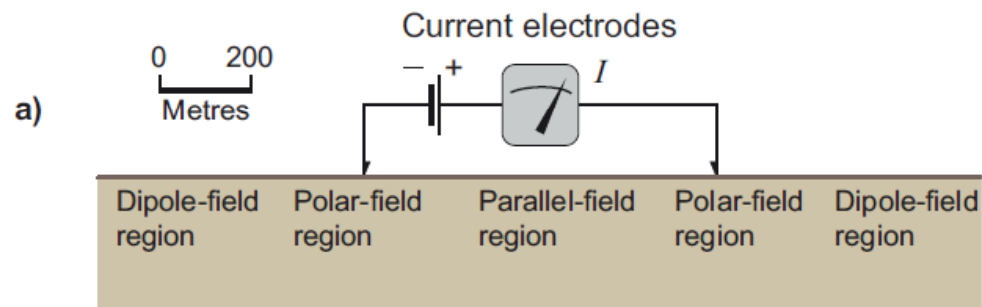 Current electrodes
0 200
Metres
− +
I
a)
Dipole-field region
Polar-field region
Parallel-field region
Polar-field region
Dipole-field region